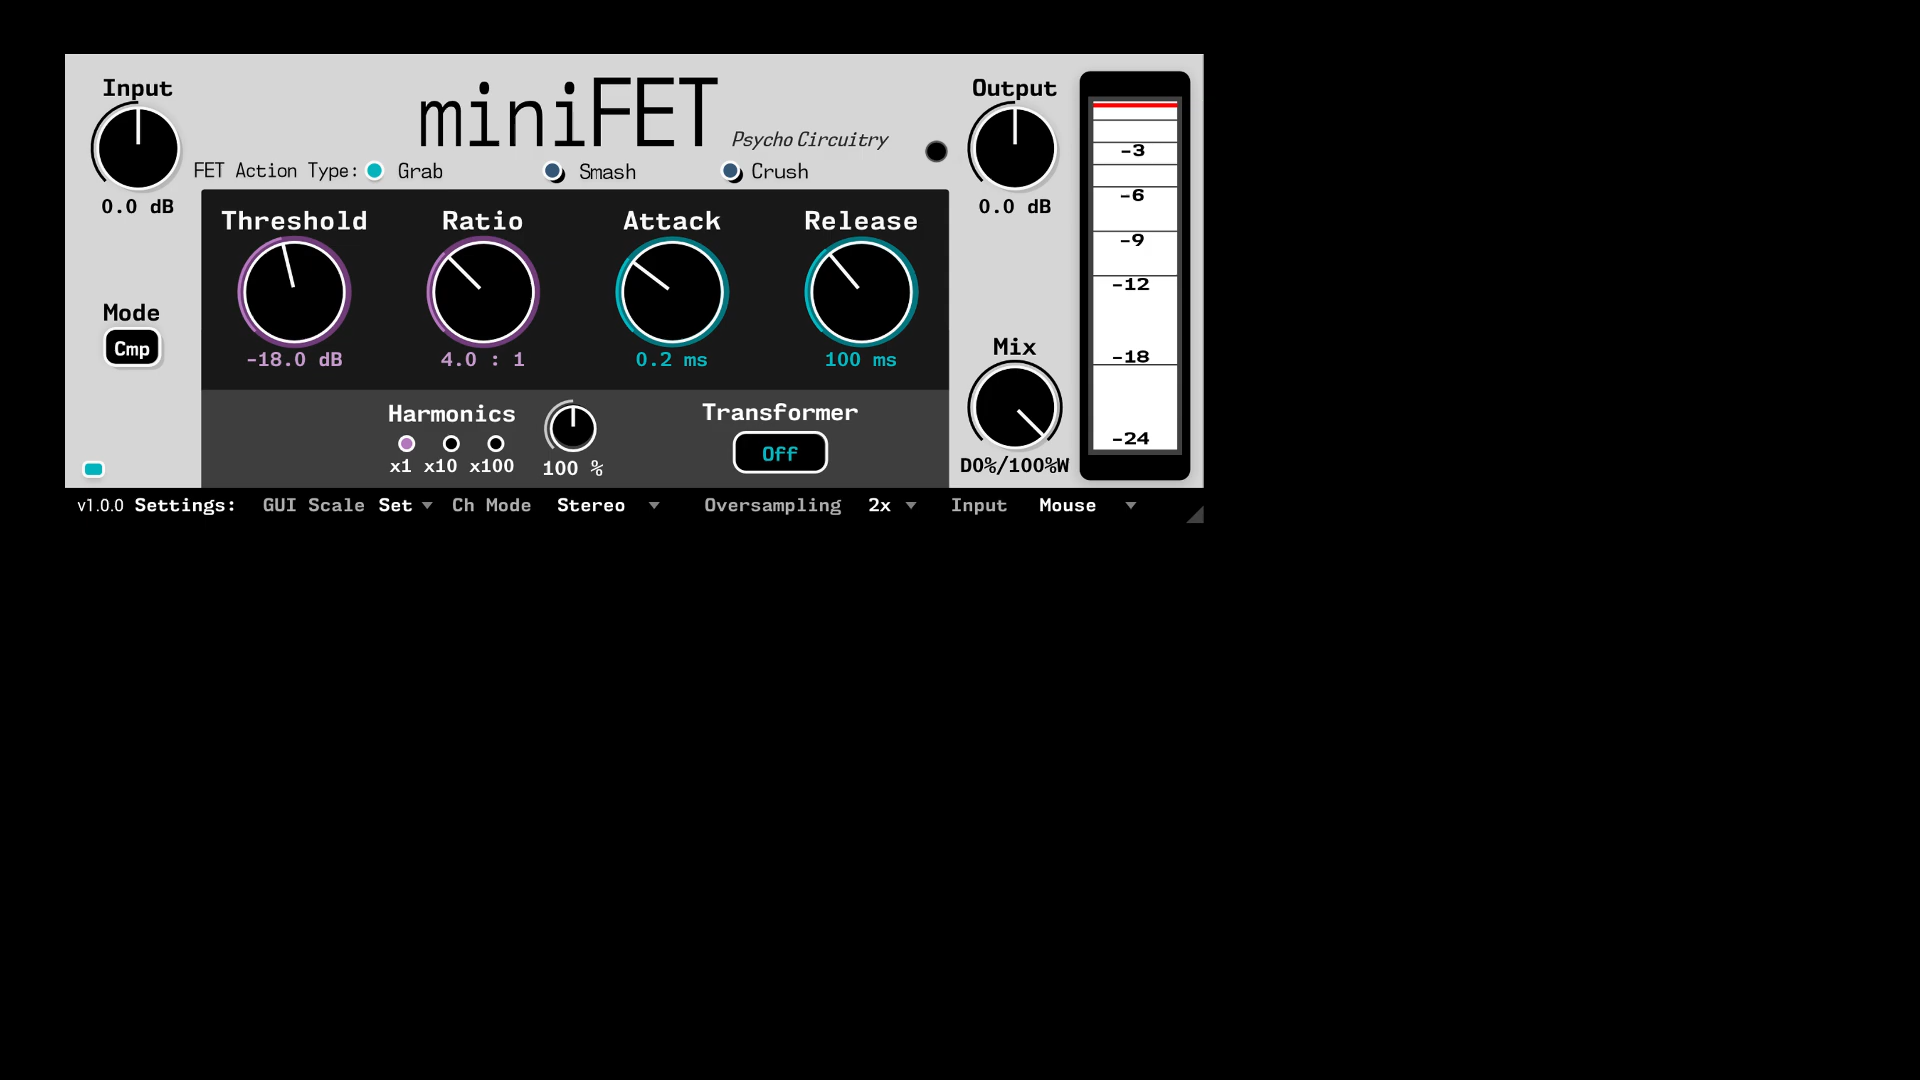 Input
miniFET
Psycho Circuitry
Output
FET Action Type: Grab Smash Crush
0.0 dB
0.0 dB
Threshold Ratio Attack Release
-18.0 dB 4.0 : 1 0.2 ms 100 ms
Mode
Cmp
Mix
D0%/100%W
-3
-6
-9
-12
-18
-24
Harmonics
x1 x10 x100
100 %
Transformer
Off
v1.0.0 Settings: GUI Scale Set Ch Mode Stereo Oversampling 2x Input Mouse